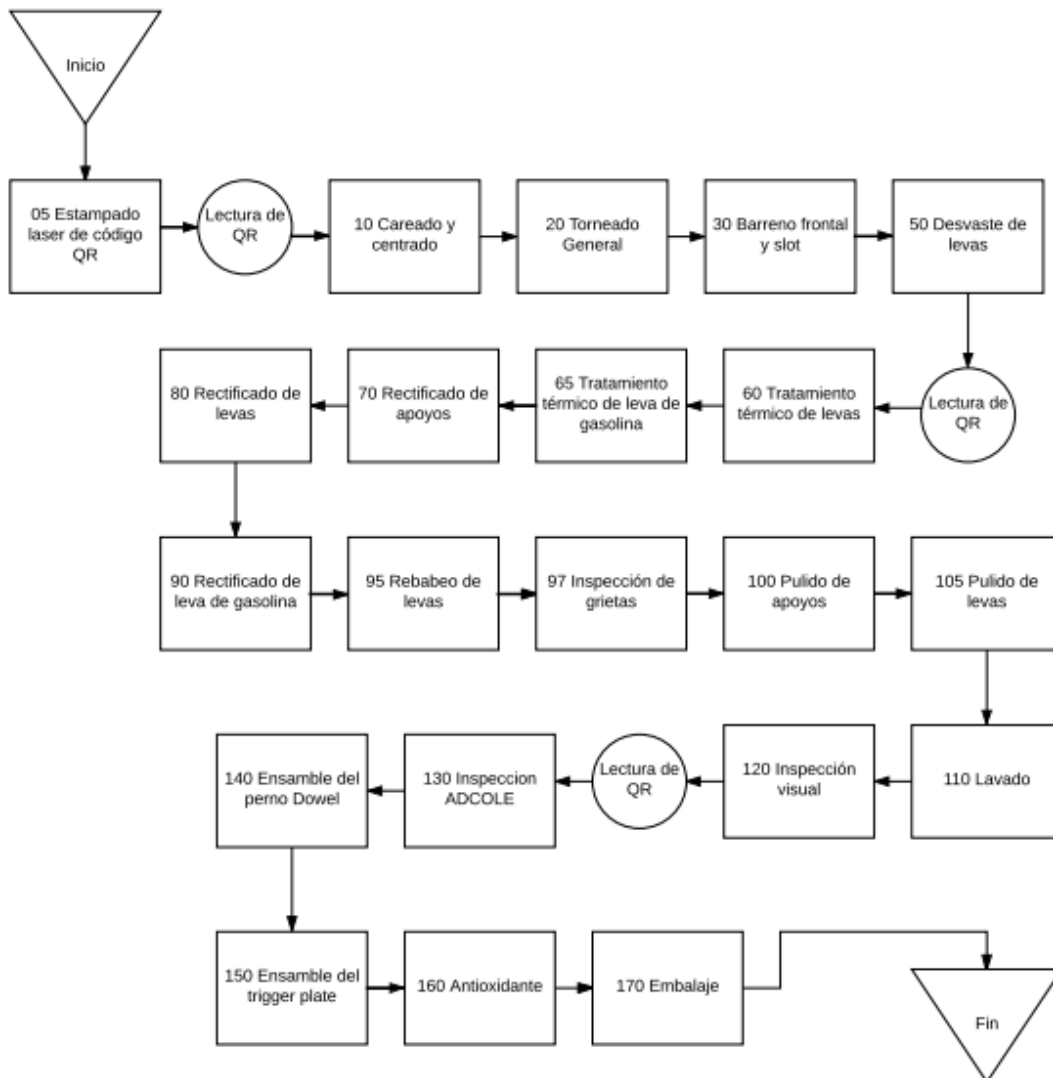 Inicio
05 Estampado
laser de código
QR
Lectura de
QR
10 Careado y
centrado
20 Torneado
General
30 Barreno frontal
y slot
50 Desvaste de
levas
80 Rectificado de
levas
70 Rectificado de
apoyos
65 Tratamiento
térmico de leva de
gasolina
60 Tratamiento
térmico de levas
Lectura de
QR
90 Rectificado de
leva de gasolina
95 Rebabeo de
levas
97 Inspección de
grietas
100 Pulido de
apoyos
105 Pulido de
levas
140 Ensamble del
perno Dowel
130 Inspeccion
ADCOLE
Lectura de
QR
120 Inspección
visual
110 Lavado
150 Ensamble del
trigger plate
160 Antioxidante
170 Embalaje
Fin